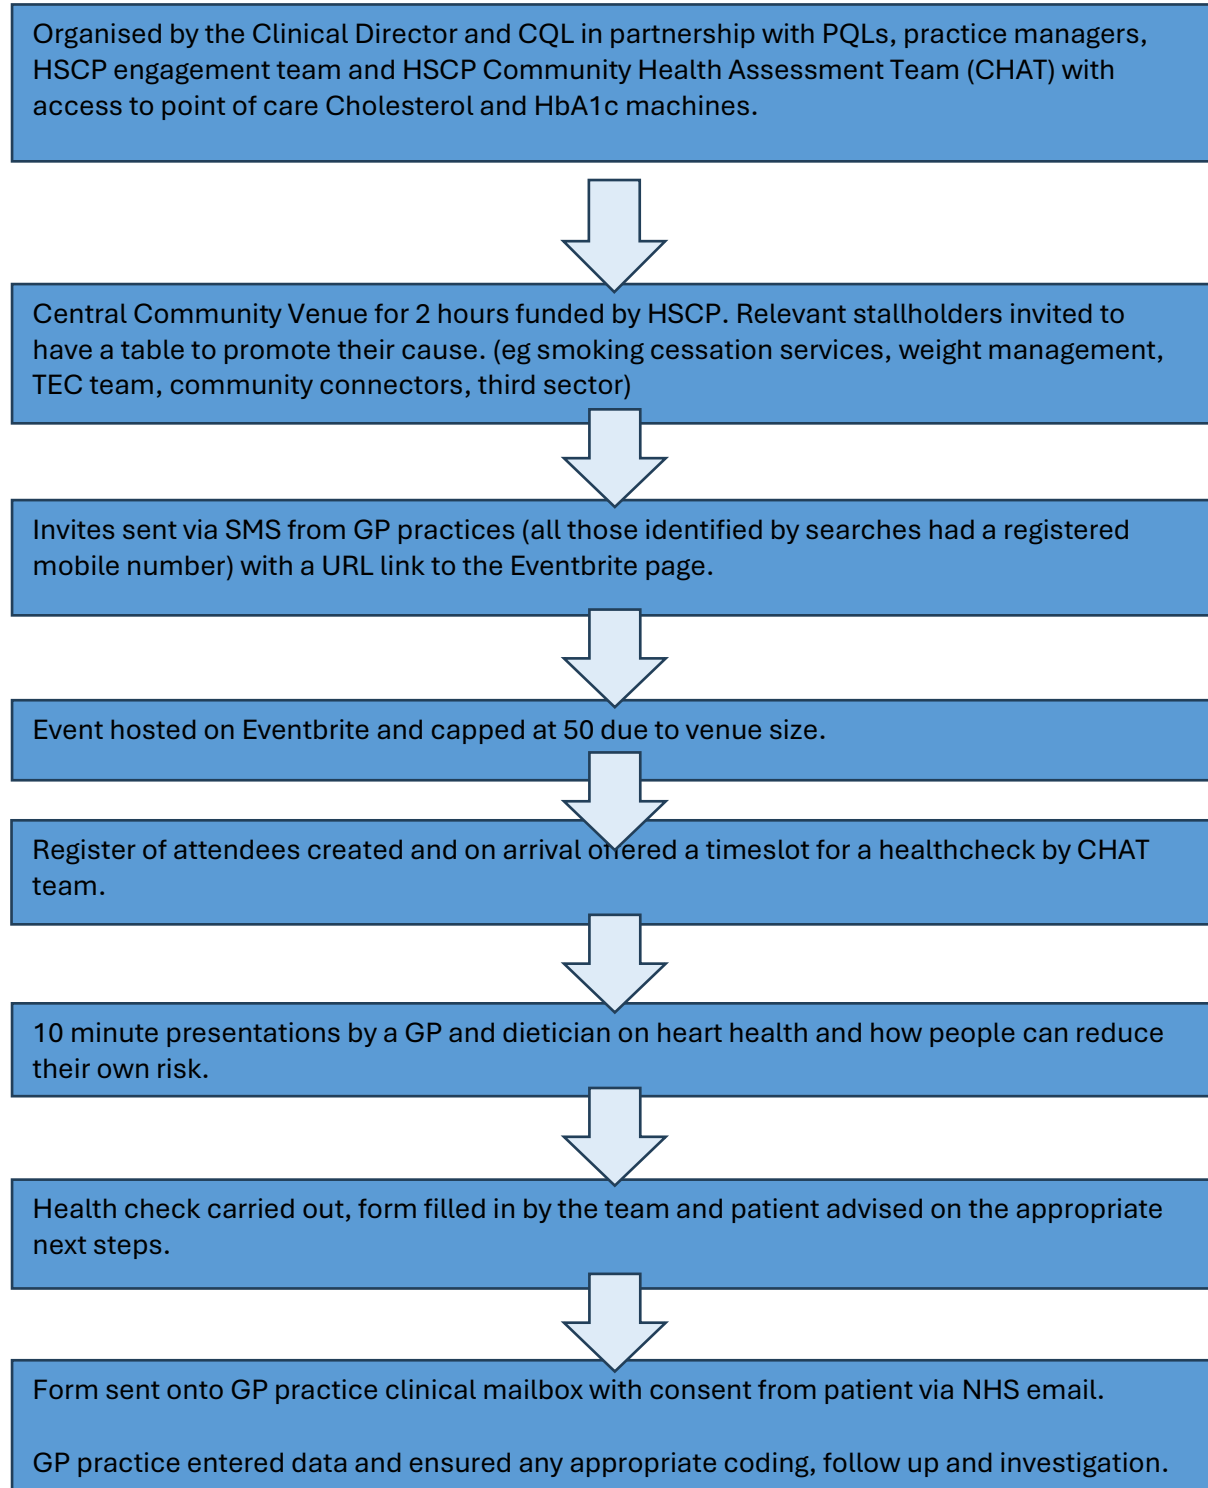 Organised by the Clinical Director and CQL in partnership with PQLs, practice managers,
HSCP engagement team and HSCP Community Health Assessment Team (CHAT) with
access to point of care Cholesterol and HbA1c machines.
Central Community Venue for 2 hours funded by HSCP. Relevant stallholders invited to
have a table to promote their cause. (eg smoking cessation services, weight management,
TEC team, community connectors, third sector)
Invites sent via SMS from GP practices (all those identified by searches had a registered
mobile number) with a URL link to the Eventbrite page.
Event hosted on Eventbrite and capped at 50 due to venue size.
Register of attendees created and on arrival offered a timeslot for a healthcheck by CHAT
team.
10 minute presentations by a GP and dietician on heart health and how people can reduce
their own risk.
Health check carried out, form filled in by the team and patient advised on the appropriate
next steps.
Form sent onto GP practice clinical mailbox with consent from patient via NHS email.
GP practice entered data and ensured any appropriate coding, follow up and investigation.